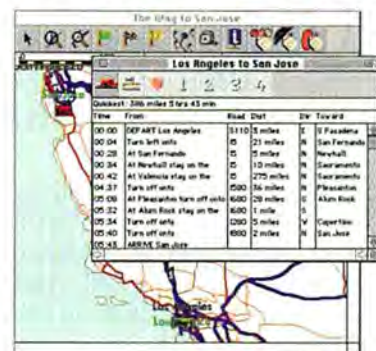 The Way to San Jose
Los Angeles to San Jose
1 2 3 4
Quickest: 386 miles 5 hrs 43 min
Time From Road Dist Dir Toward
00:00 DEPART Los Angeles S110 3 miles E S Pasadena
00:04 Turn left onto I5 21 miles N San Fernando
00:28 At San Fernando I5 5 miles N Newhall
00:34 At Newhall stay on the I5 10 miles N Sacramento
00:42 At Valencia stay on the I5 275 miles N Sacramento
04:37 Turn off onto I580 36 miles N Pleasanton
05:08 At Pleasanton turn off onto I680 28 miles S Alum Rock
05:32 At Alum Rock stay on the I680 1 mile S
05:34 Turn off onto I280 5 miles W Cupertino
05:40 Turn off onto I880 2 miles N San Jose
05:43 ARRIVE San Jose
Los Angeles